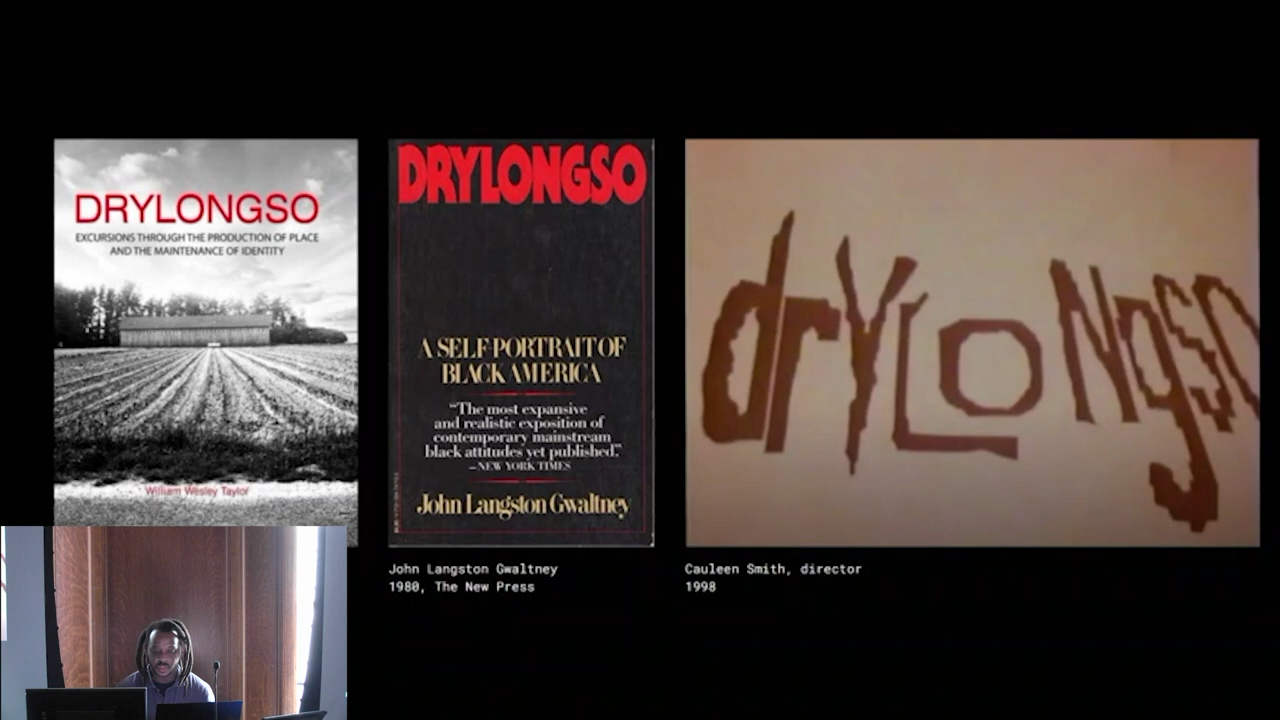 DRYLONGSO
EXCURSIONS THROUGH THE PRODUCTION OF PLACE
AND THE MAINTENANCE OF IDENTITY
William Wesley Taylor
DRYLONGSO
A SELF-PORTRAIT OF
BLACK AMERICA
“The most expansive
and realistic exposition of
contemporary mainstream
black attitudes yet published.”
—NEW YORK TIMES
John Langston Gwaltney
John Langston Gwaltney
1980, The New Press
drYLoNgso
Cauleen Smith, director
1998